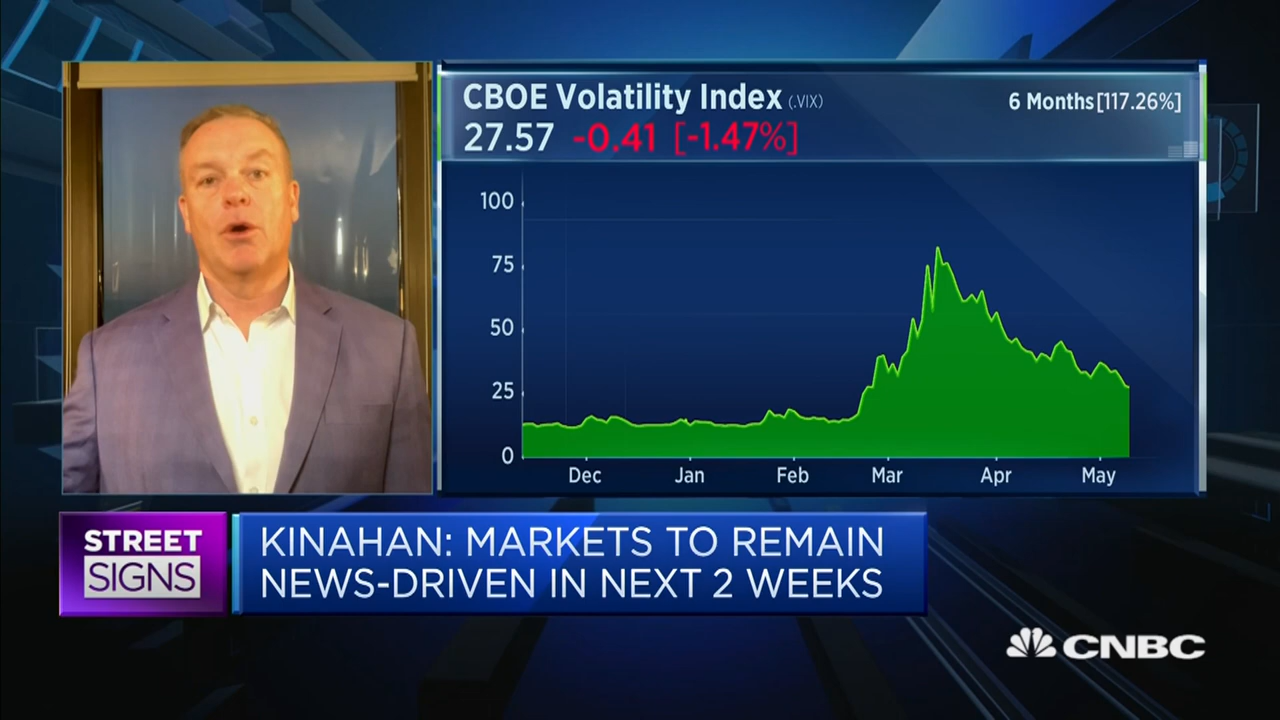 CBOE Volatility Index (.VIX)
6 Months [117.26%]
27.57 -0.41 [-1.47%]
100
75
50
25
0
Dec Jan Feb Mar Apr May
STREET
SIGNS
KINAHAN: MARKETS TO REMAIN
NEWS-DRIVEN IN NEXT 2 WEEKS
CNBC